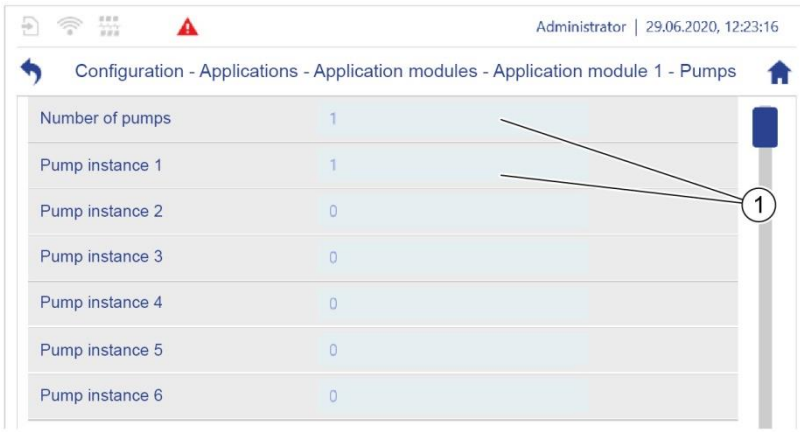 Administrator | 29.06.2020, 12:23:16
Configuration - Applications - Application modules - Application module 1 - Pumps
Number of pumps 1
Pump instance 1 1
Pump instance 2 0
1
Pump instance 3 0
Pump instance 4 0
Pump instance 5 0
Pump instance 6 0